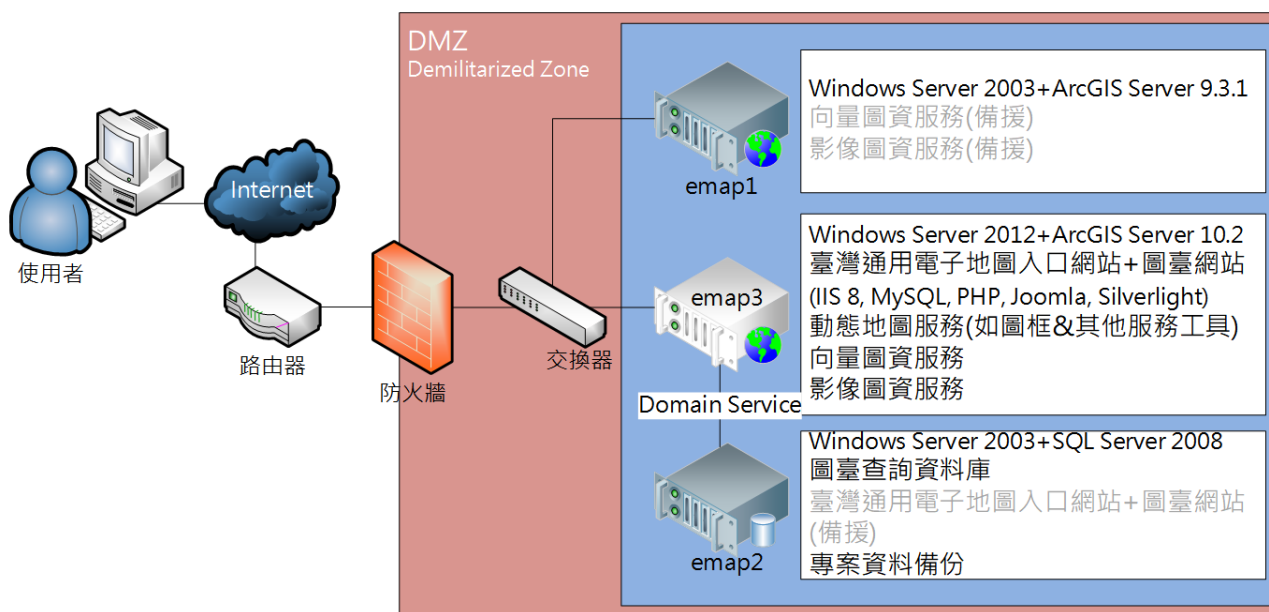 DMZ
Demilitarized Zone
使用者
Internet
路由器
防火牆
交換器
emap1
Windows Server 2003+ArcGIS Server 9.3.1
向量圖資服務(備援)
影像圖資服務(備援)
emap3
Windows Server 2012+ArcGIS Server 10.2
臺灣通用電子地圖入口網站+圖臺網站
(IIS 8, MySQL, PHP, Joomla, Silverlight)
動態地圖服務(如圖框&其他服務工具)
向量圖資服務
影像圖資服務
Domain Service
emap2
Windows Server 2003+SQL Server 2008
圖臺查詢資料庫
臺灣通用電子地圖入口網站+圖臺網站
(備援)
專案資料備份